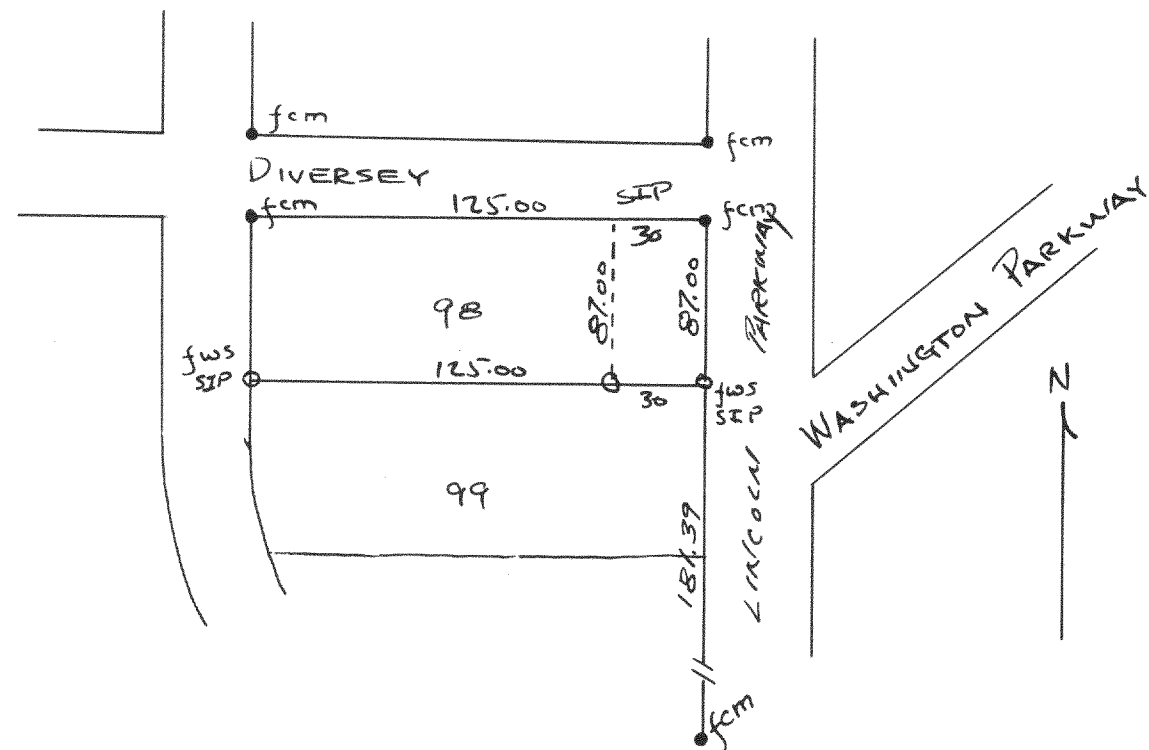 fcm
fcm
DIVERSEY
fcm
125.00
SIP
fcm
30
87.00
87.00
98
PARKWAY
WASHINGTON PARKWAY
fws
SIP
125.00
30
fws
SIP
N
99
LINCOLN
181.39
fcm